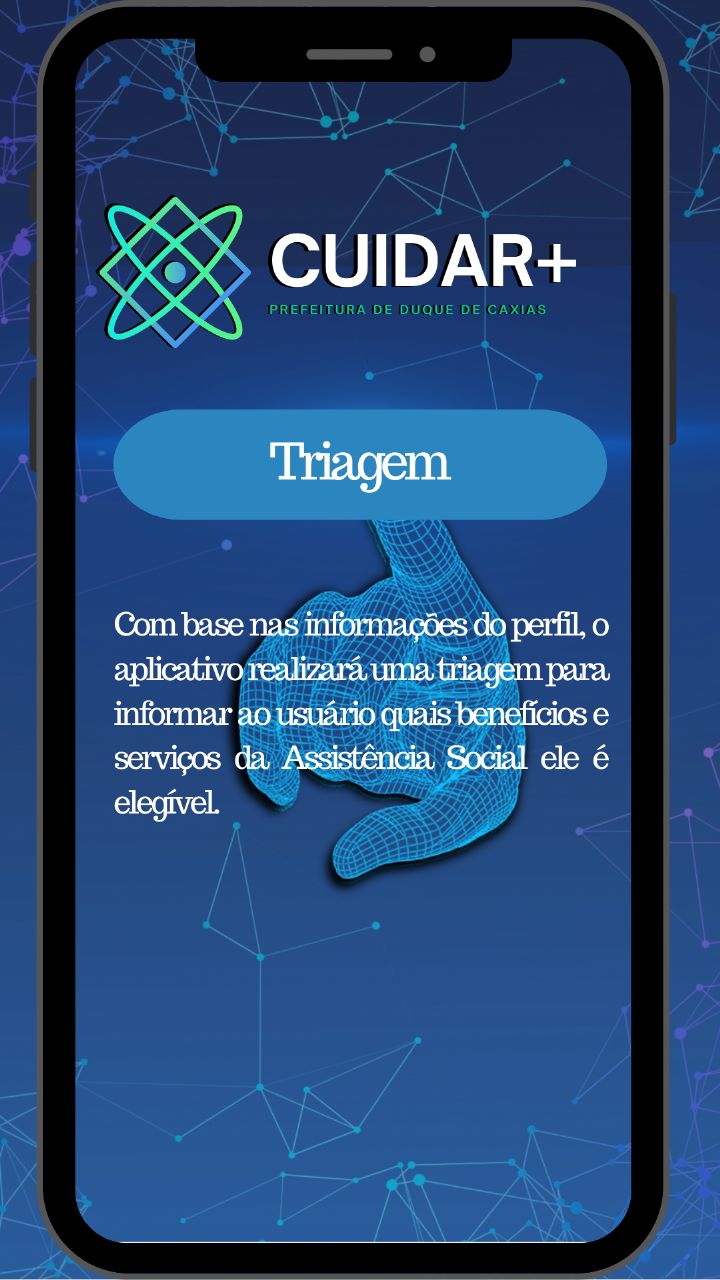 CUIDAR+
PREFEITURA DE DUQUE DE CAXIAS
Triagem
Com base nas informações do perfil, o
aplicativo realizará uma triagem para
informar ao usuário quais benefícios e
serviços da Assistência Social ele é
elegível.